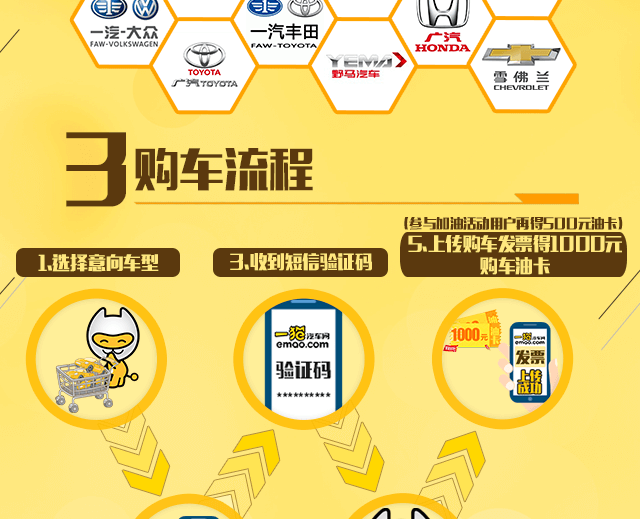 一汽-大众
FAW-VOLKSWAGEN
一汽丰田
FAW-TOYOTA
广汽
HONDA
TOYOTA
广汽TOYOTA
YEMA
野马汽车
雪佛兰
CHEVROLET
3购车流程
(参与加油活动用户再得500元油卡)
1、选择意向车型
3、收到短信验证码
5、上传购车发票得1000元
购车油卡
一猫汽车网
emao.com
验证码
**********
1000元
一猫汽车网
emao.com
发票
上传
成功